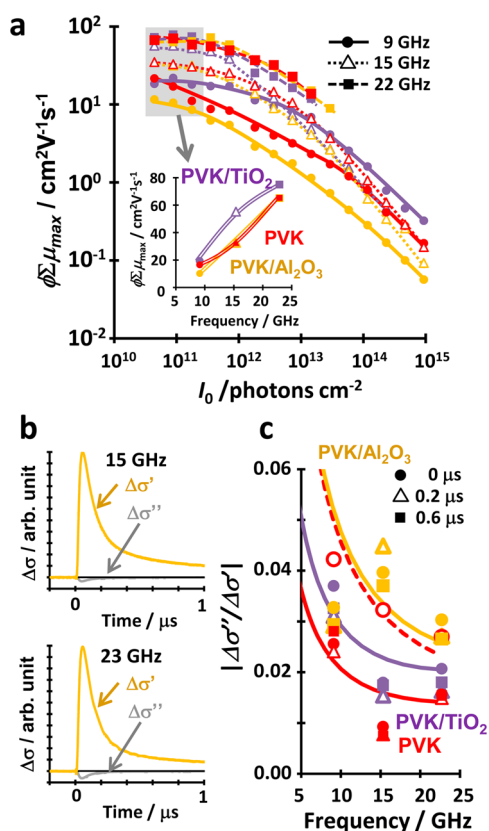 a
9 GHz
15 GHz
22 GHz
ϕΣμmax / cm²V⁻¹s⁻¹
10²
10¹
10⁰
10⁻¹
10⁻²
PVK/TiO₂
PVK
PVK/Al₂O₃
ϕΣμmax / cm²V⁻¹s⁻¹
80
60
40
20
0
5 10 15 20 25
Frequency / GHz
10¹⁰ 10¹¹ 10¹² 10¹³ 10¹⁴ 10¹⁵
I₀ /photons cm⁻²
b
15 GHz
Δσ'
Δσ''
Δσ / arb. unit
0 1
Time / μs
23 GHz
Δσ'
Δσ''
Δσ / arb. unit
0 1
Time / μs
c
PVK/Al₂O₃
0 μs
0.2 μs
0.6 μs
|Δσ''/Δσ'|
0.06
0.04
0.02
0.00
PVK/TiO₂
PVK
5 10 15 20 25
Frequency / GHz